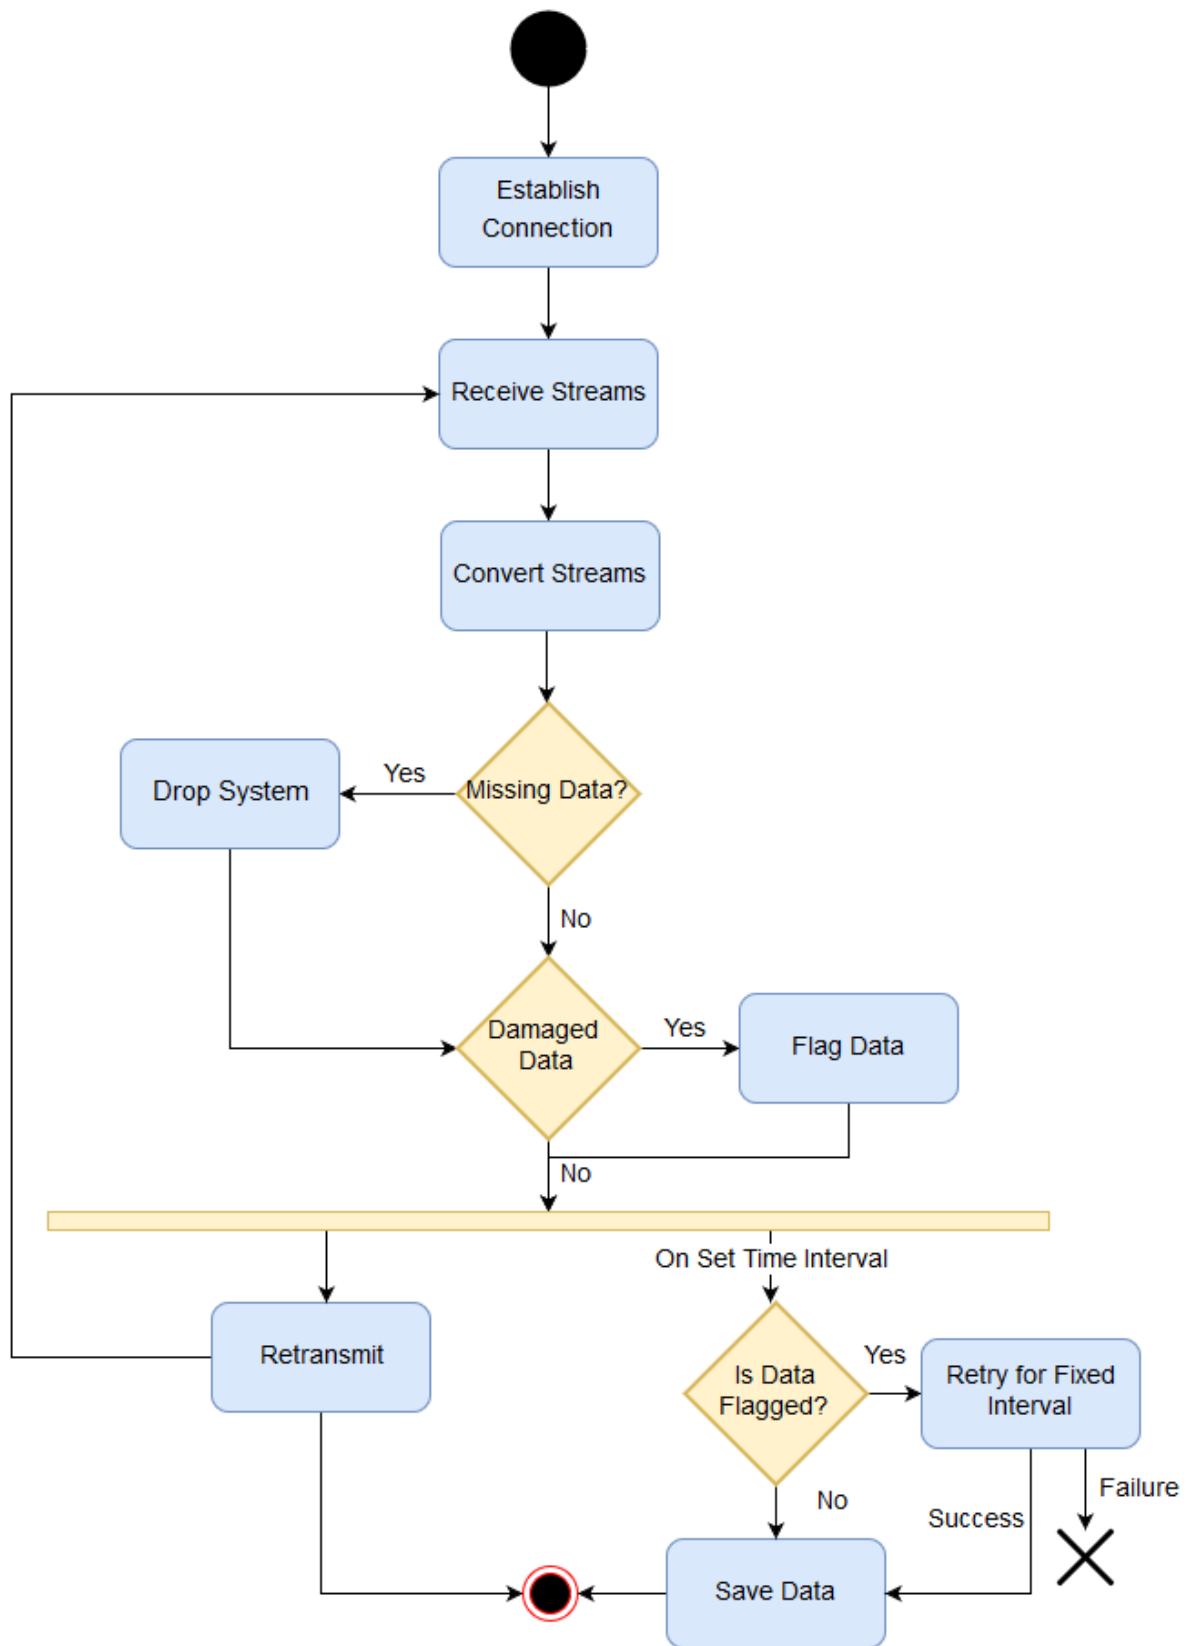 Establish
Connection
Receive Streams
Convert Streams
Missing Data?
Yes
Drop System
No
Damaged
Data
Yes
Flag Data
No
On Set Time Interval
Retransmit
Is Data
Flagged?
Yes
Retry for Fixed
Interval
No
Success
Failure
Save Data